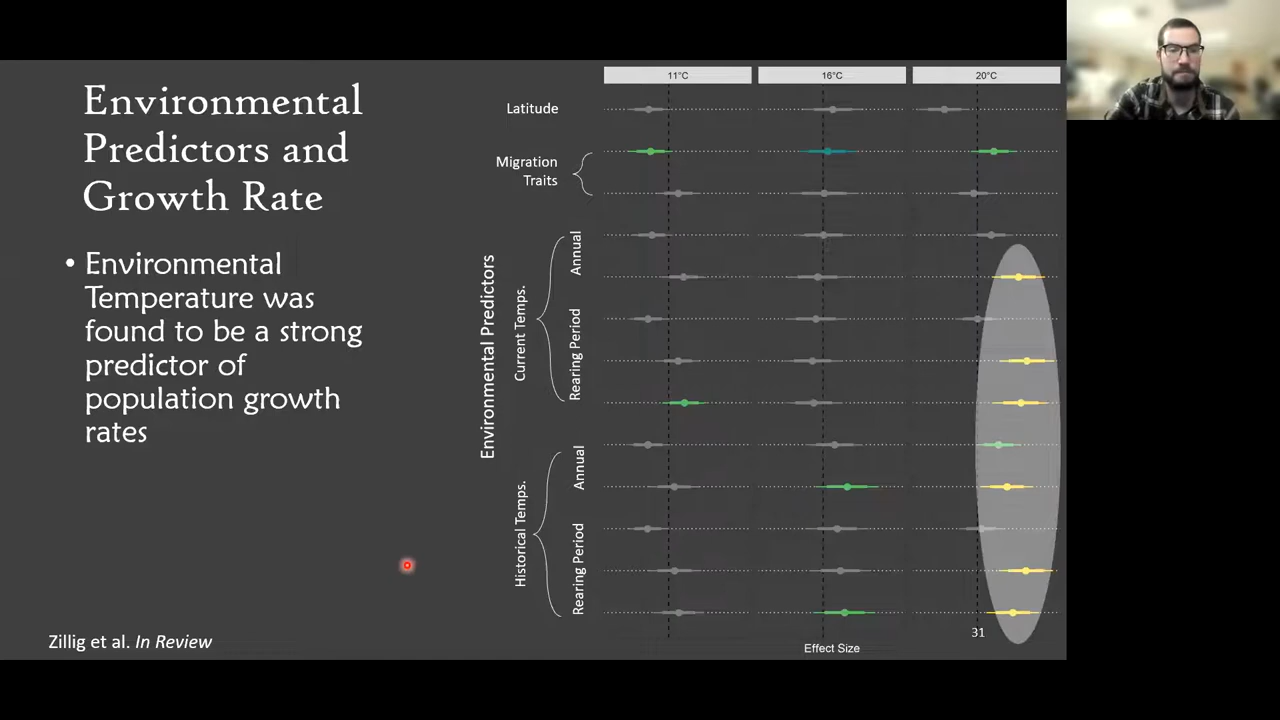 Environmental
Predictors and
Growth Rate
• Environmental
Temperature was
found to be a strong
predictor of
population growth
rates
Zillig et al. In Review
11°C
16°C
20°C
Latitude
Migration
Traits
Environmental Predictors
Current Temps.
Annual
Rearing Period
Historical Temps.
Annual
Rearing Period
31
Effect Size